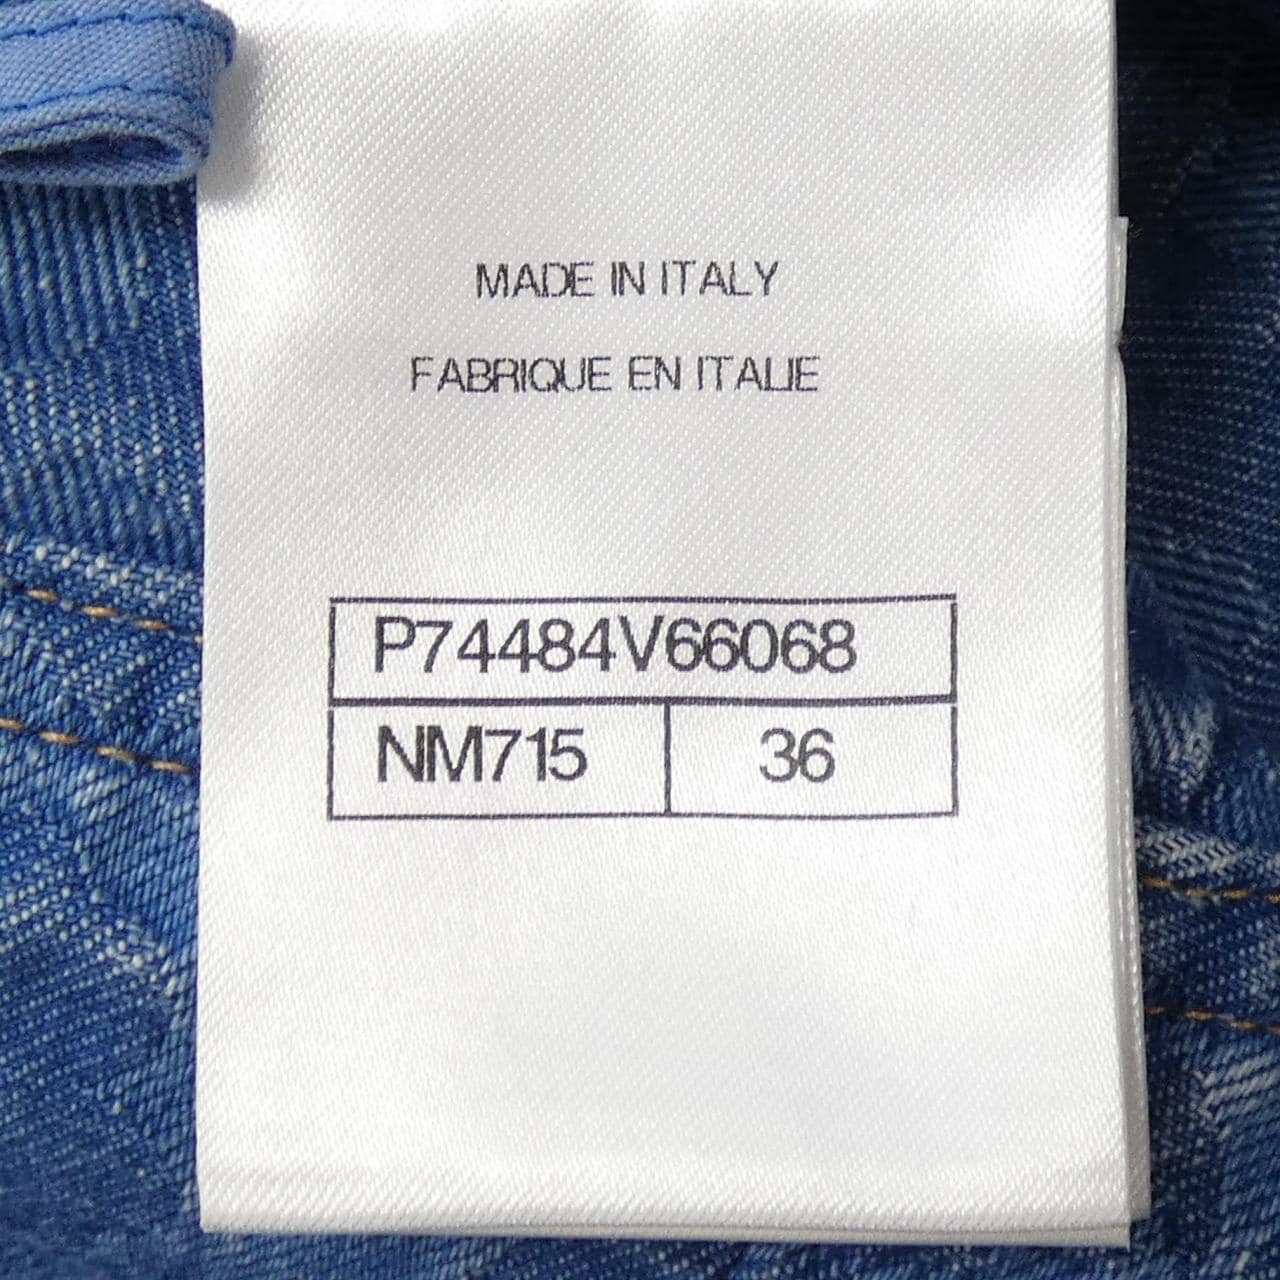 MADE IN ITALY
FABRIQUE EN ITALIE
P74484V66068
NM715 36